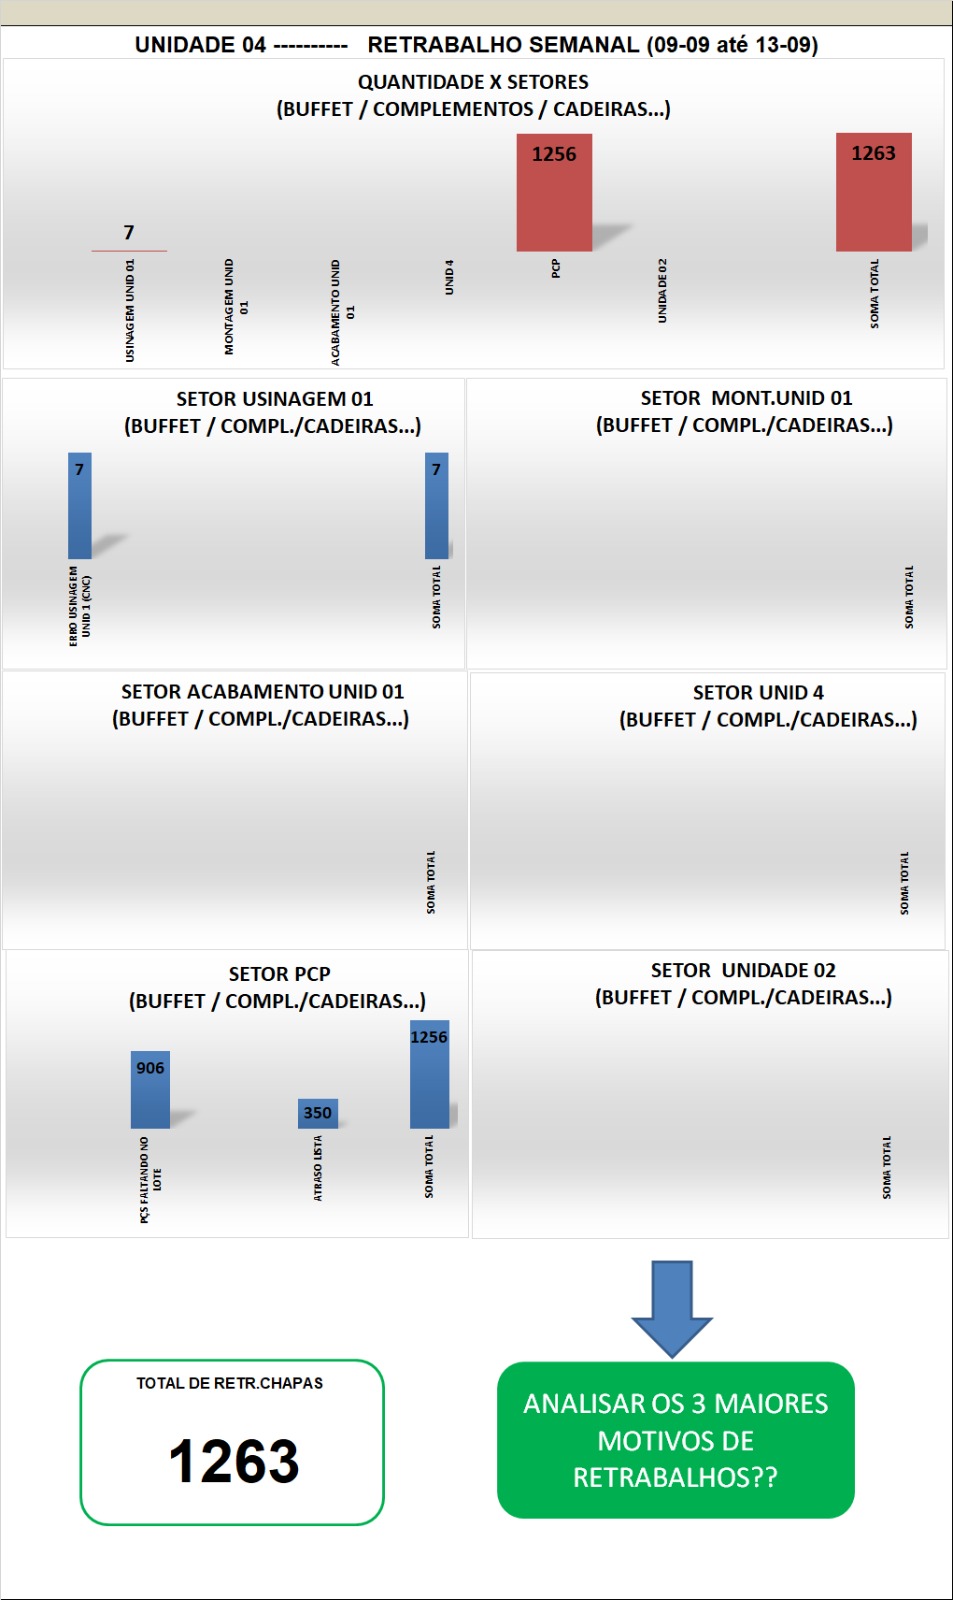 UNIDADE 04 ---------- RETRABALHO SEMANAL (09-09 até 13-09)
QUANTIDADE X SETORES
(BUFFET / COMPLEMENTOS / CADEIRAS...)
7
1256
1263
USINAGEM UNID 01
MONTAGEM UNID
01
ACABAMENTO UNID
01
UNID 4
PCP
UNIDADE 02
SOMA TOTAL
SETOR USINAGEM 01
(BUFFET / COMPL./CADEIRAS...)
7
7
ERRO USINAGEM
UNID 1 (CNC)
SOMA TOTAL
SETOR MONT.UNID 01
(BUFFET / COMPL./CADEIRAS...)
SOMA TOTAL
SETOR ACABAMENTO UNID 01
(BUFFET / COMPL./CADEIRAS...)
SOMA TOTAL
SETOR UNID 4
(BUFFET / COMPL./CADEIRAS...)
SOMA TOTAL
SETOR PCP
(BUFFET / COMPL./CADEIRAS...)
906
350
1256
PÇS FALTANDO NO
LOTE
ATRASO LISTA
SOMA TOTAL
SETOR UNIDADE 02
(BUFFET / COMPL./CADEIRAS...)
SOMA TOTAL
TOTAL DE RETR.CHAPAS
1263
ANALISAR OS 3 MAIORES
MOTIVOS DE
RETRABALHOS??